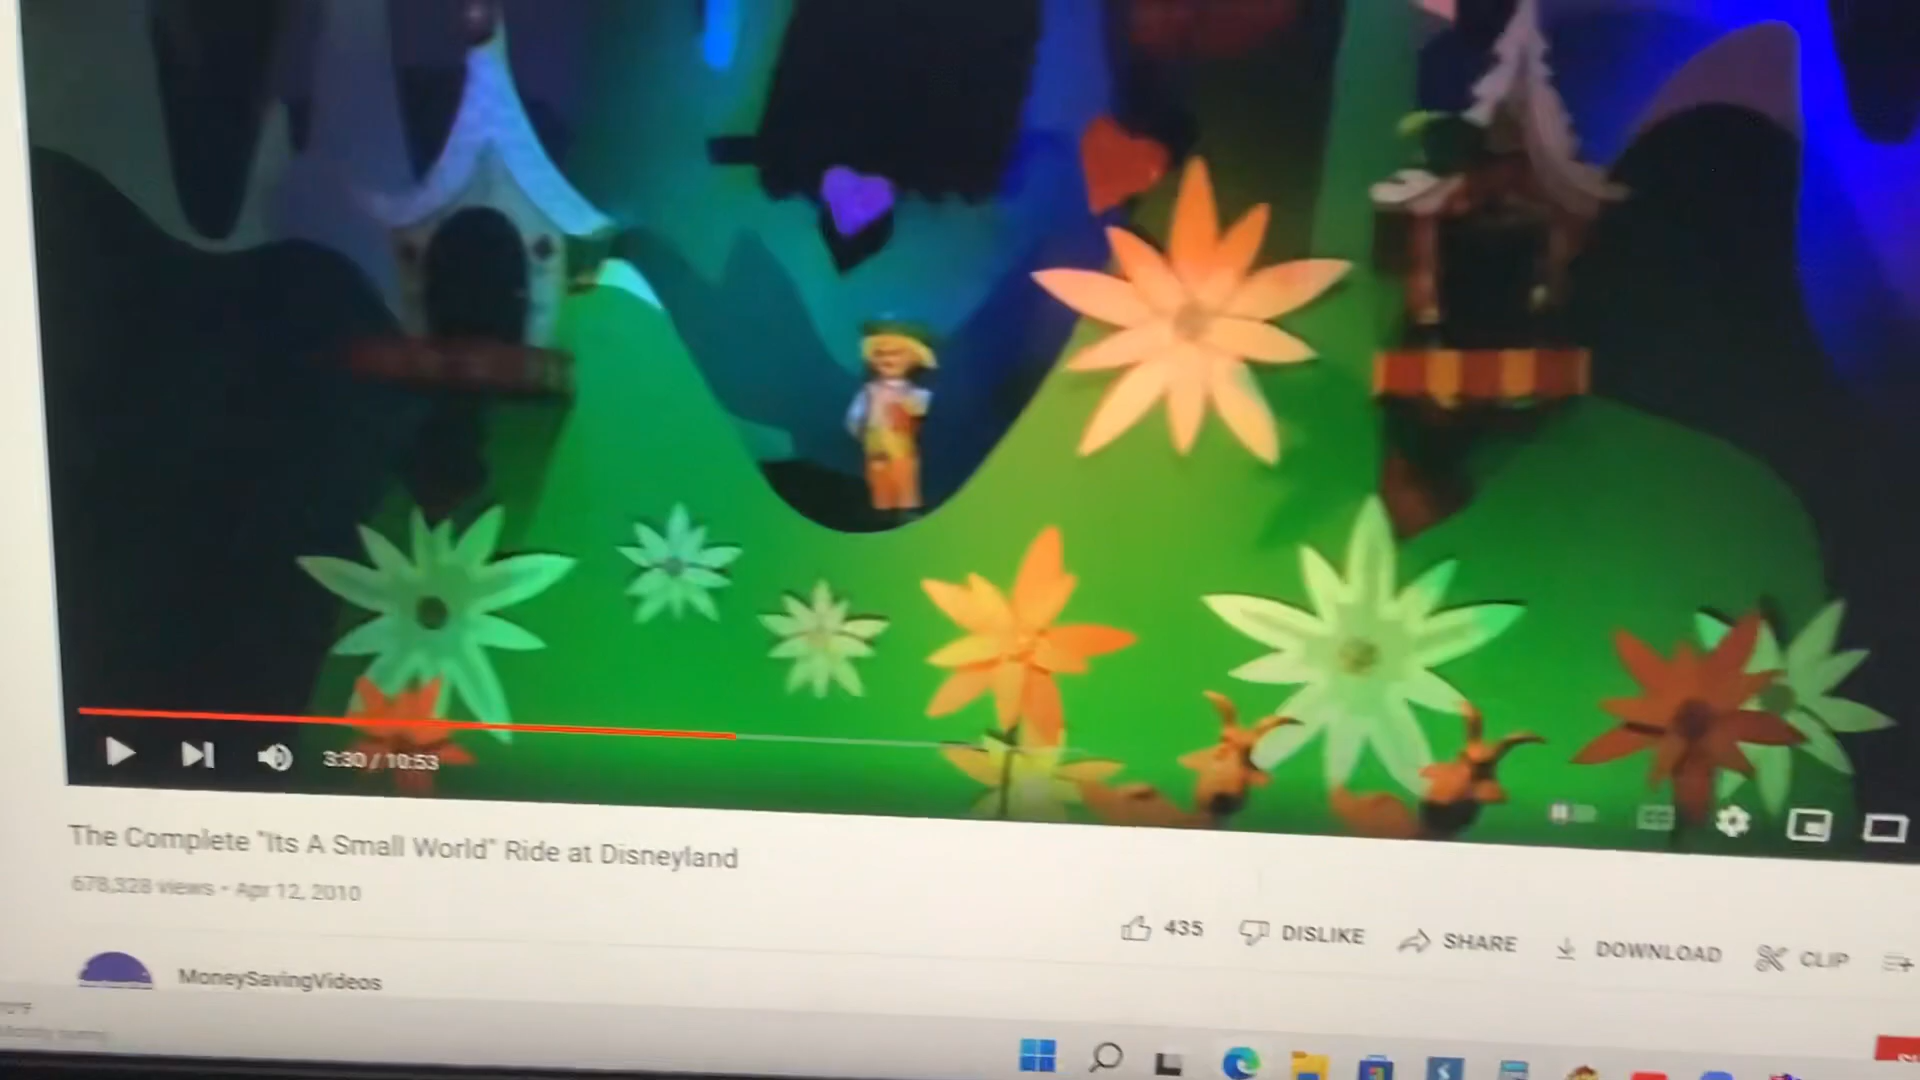 3:30 / 10:53
The Complete "Its A Small World" Ride at Disneyland
678,328 views • Apr 12, 2010
435 DISLIKE SHARE DOWNLOAD CLIP
MoneySavingVideos